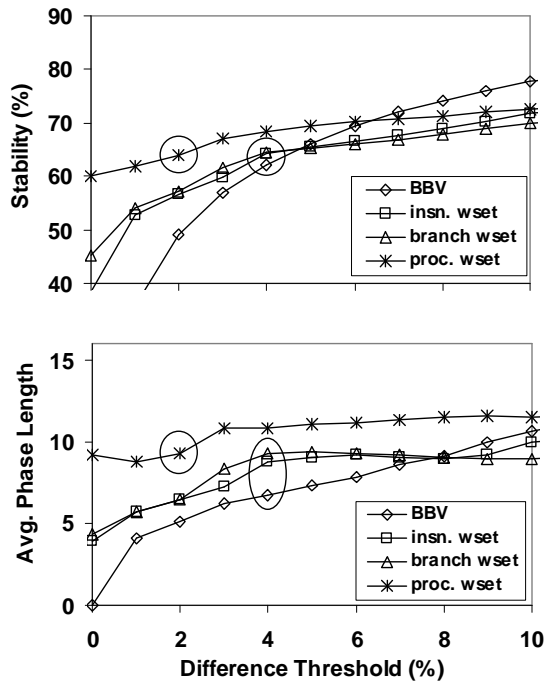 90
80
70
60
50
40
Stability (%)
BBV
insn. wset
branch wset
proc. wset
15
10
5
0
Avg. Phase Length
BBV
insn. wset
branch wset
proc. wset
0 2 4 6 8 10
Difference Threshold (%)